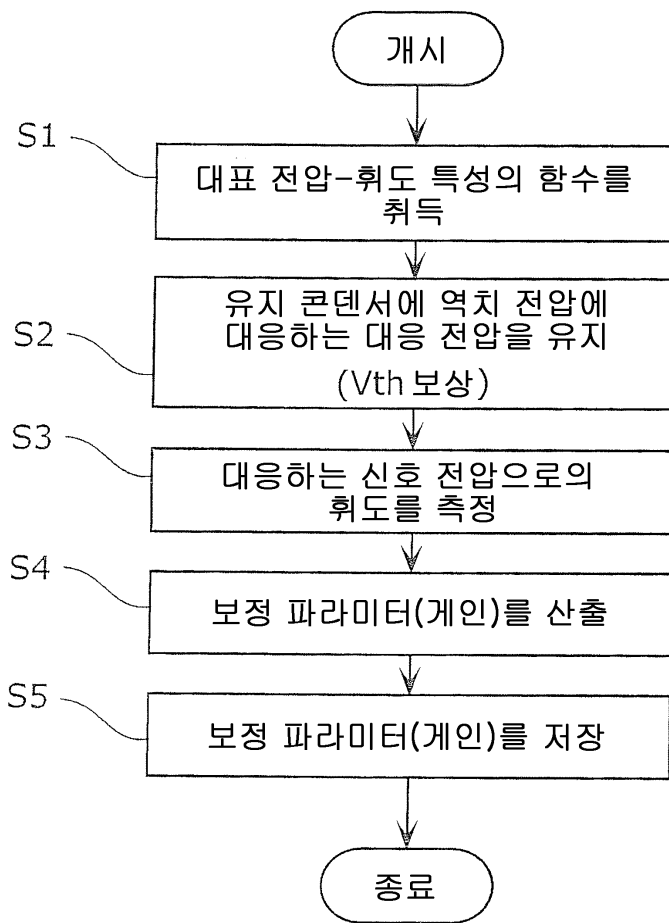 개시
S1
대표 전압-휘도 특성의 함수를
취득
S2
유지 콘덴서에 역치 전압에
대응하는 대응 전압을 유지
(Vth 보상)
S3
대응하는 신호 전압으로의
휘도를 측정
S4
보정 파라미터(게인)를 산출
S5
보정 파라미터(게인)를 저장
종료